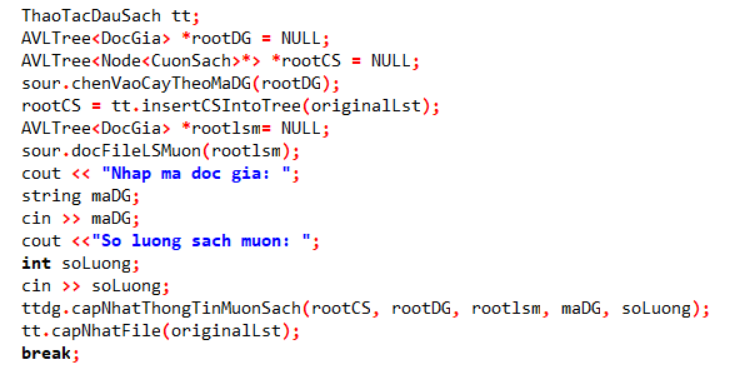 ThaoTacDauSach tt;
AVLTree<DocGia> *rootDG = NULL;
AVLTree<Node<CuonSach>*> *rootCS = NULL;
sour.chenVaoCayTheoMaDG(rootDG);
rootCS = tt.insertCSIntoTree(originalLst);
AVLTree<DocGia> *rootlsm= NULL;
sour.docFileLSMuon(rootlsm);
cout << "Nhap ma doc gia: ";
string maDG;
cin >> maDG;
cout <<"So luong sach muon: ";
int soLuong;
cin >> soLuong;
ttdg.capNhatThongTinMuonSach(rootCS, rootDG, rootlsm, maDG, soLuong);
tt.capNhatFile(originalLst);
break;